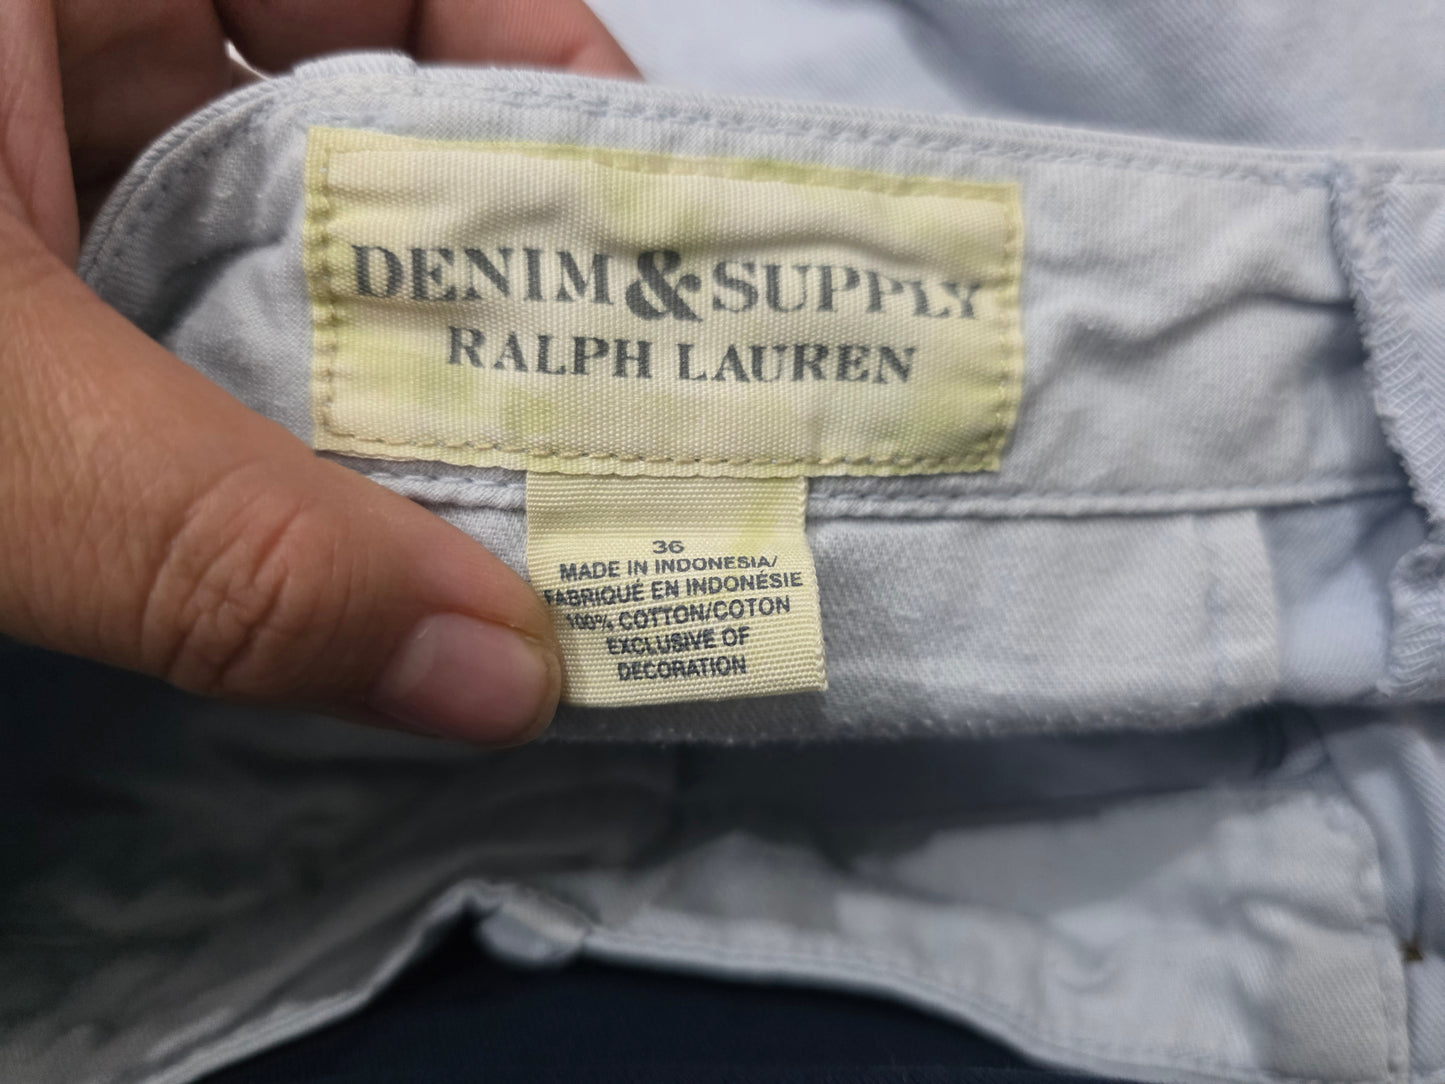 DENIM & SUPPLY
RALPH LAUREN
36
MADE IN INDONESIA/
FABRIQUÉ EN INDONÉSIE
100% COTTON/COTON
EXCLUSIVE OF
DECORATION